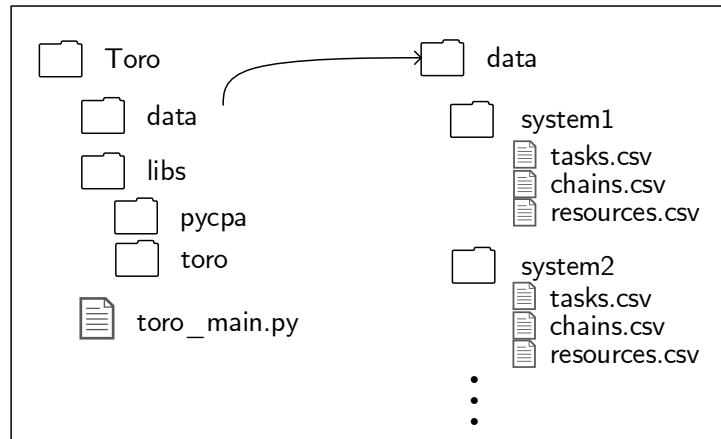 Toro
data
libs
pycpa
toro
toro_main.py
data
system1
tasks.csv
chains.csv
resources.csv
system2
tasks.csv
chains.csv
resources.csv